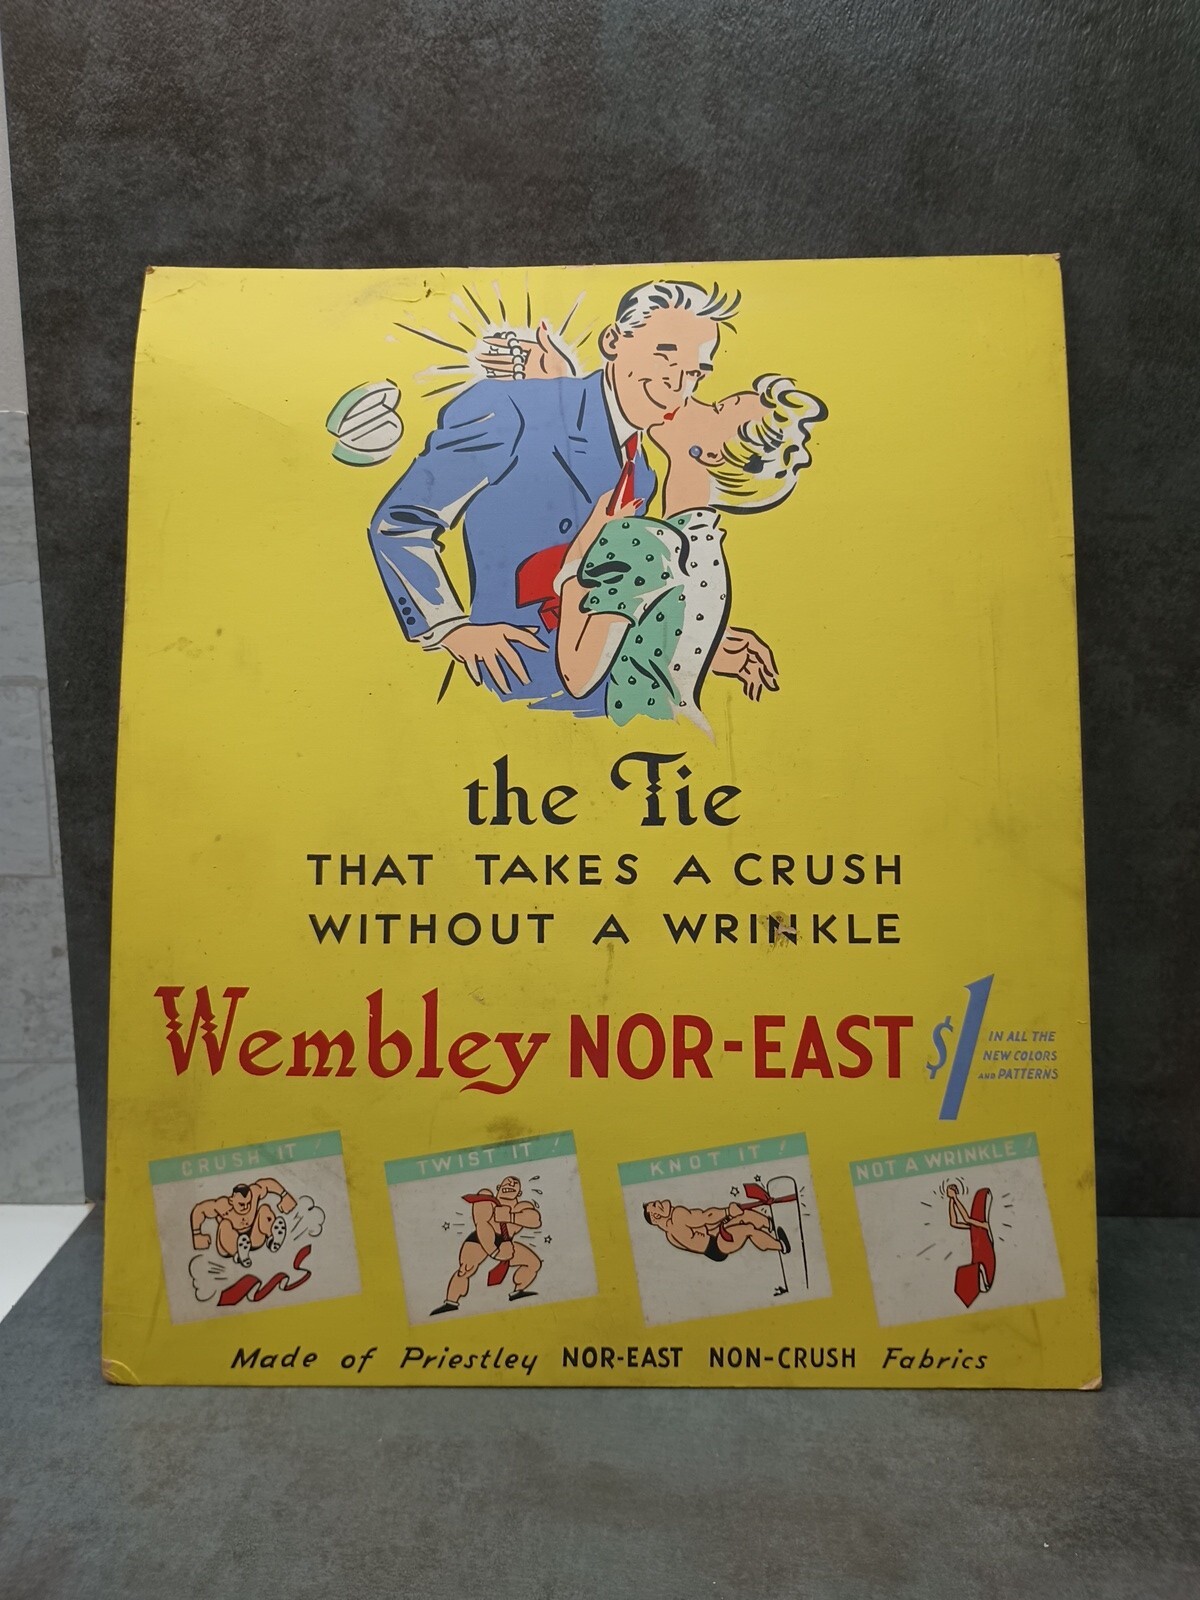 the Tie
THAT TAKES A CRUSH
WITHOUT A WRINKLE
Wembley NOR-EAST $1
IN ALL THE
NEW COLORS
AND PATTERNS
CRUSH IT!
TWIST IT!
KNOT IT!
NOT A WRINKLE!
Made of Priestley NOR-EAST NON-CRUSH Fabrics